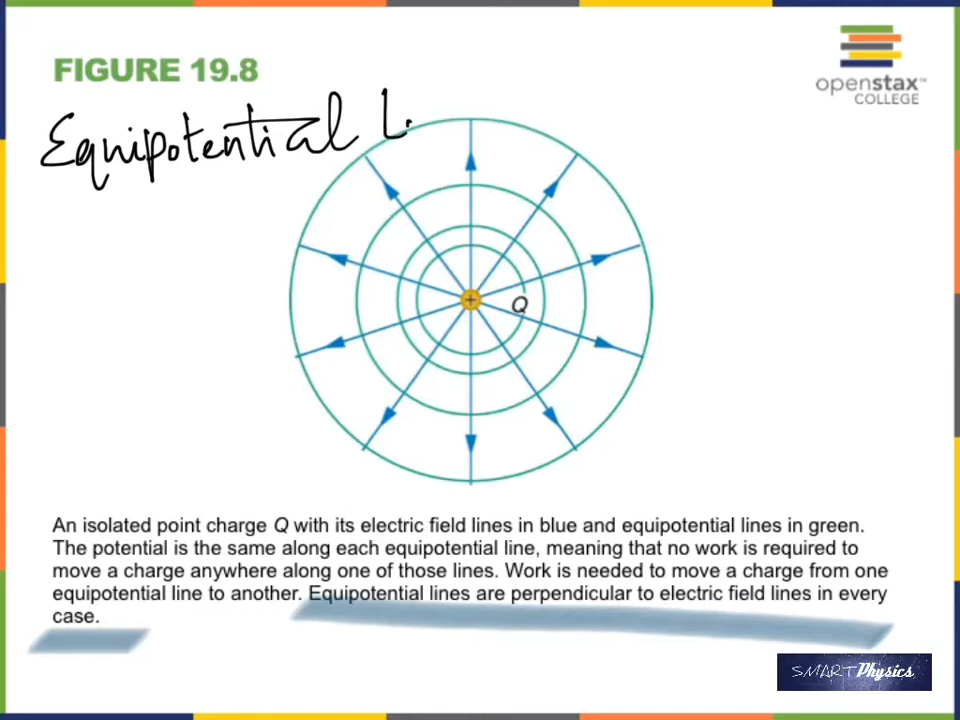 FIGURE 19.8
openstax™
COLLEGE
Equipotential
+
Q
An isolated point charge Q with its electric field lines in blue and equipotential lines in green.
The potential is the same along each equipotential line, meaning that no work is required to
move a charge anywhere along one of those lines. Work is needed to move a charge from one
equipotential line to another. Equipotential lines are perpendicular to electric field lines in every
case.
SMART Physics